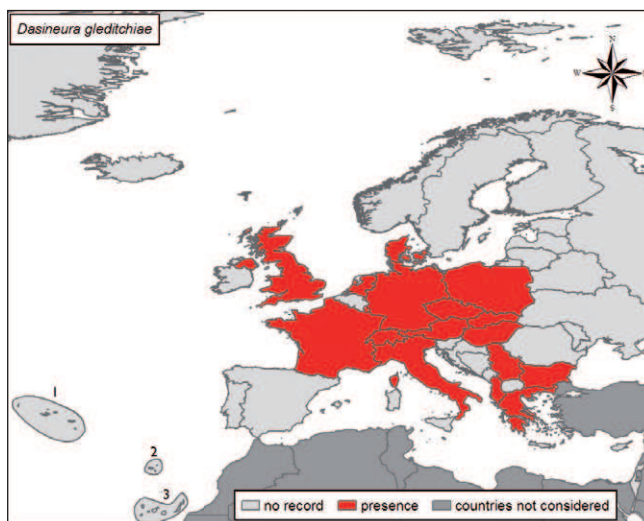 Dasineura gleditchiae
N
W
E
S
1
2
3
no record presence countries not considered